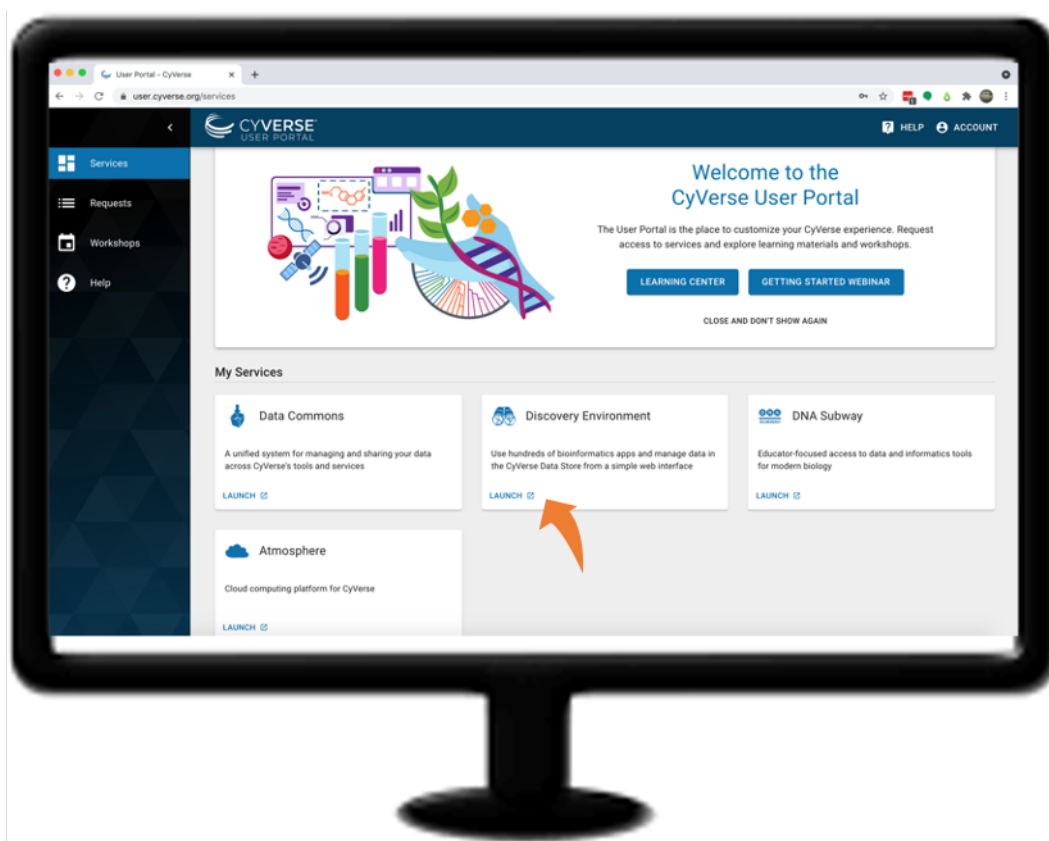 User Portal - CyVerse
user.cyverse.org/services
CYVERSE
USER PORTAL
HELP
ACCOUNT
Services
Requests
Workshops
Help
Welcome to the
CyVerse User Portal
The User Portal is the place to customize your CyVerse experience. Request
access to services and explore learning materials and workshops.
LEARNING CENTER
GETTING STARTED WEBINAR
CLOSE AND DON'T SHOW AGAIN
My Services
Data Commons
A unified system for managing and sharing your data
across CyVerse's tools and services
LAUNCH
Discovery Environment
Use hundreds of bioinformatics apps and manage data in
the CyVerse Data Store from a simple web interface
LAUNCH
DNA Subway
Educator-focused access to data and informatics tools
for modern biology
LAUNCH
Atmosphere
Cloud computing platform for CyVerse
LAUNCH